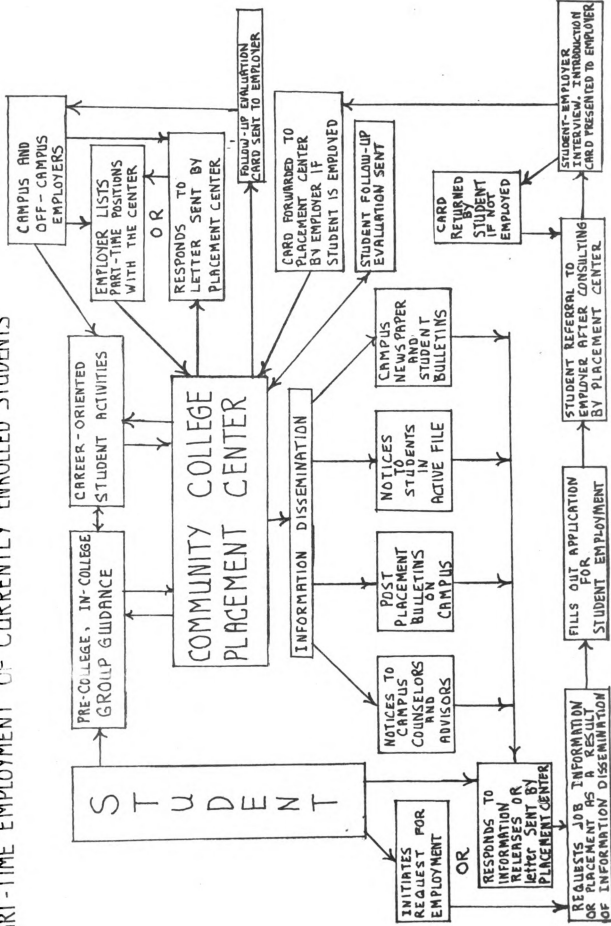 ART-TIME EMPLOYMENT OF CURRENTLY ENROLLED STUDENTS
STUDENT
PRE-COLLEGE, IN-COLLEGE
GROUP GUIDANCE
CAREER-ORIENTED
STUDENT ACTIVITIES
CAMPUS AND
OFF-CAMPUS
EMPLOYERS
EMPLOYER LISTS
PART-TIME POSITIONS
WITH THE CENTER
OR
RESPONDS TO
LETTER SENT BY
PLACEMENT CENTER
FOLLOW-UP EVALUATION
CARD SENT TO EMPLOYER
COMMUNITY COLLEGE
PLACEMENT CENTER
CARD FORWARDED TO
PLACEMENT CENTER
BY EMPLOYER IF
STUDENT IS EMPLOYED
STUDENT FOLLOW-UP
EVALUATION SENT
INFORMATION DISSEMINATION
NOTICES TO
CAMPUS
COUNSELORS
AND
ADVISORS
POST
PLACEMENT
BULLETINS
ON
CAMPUS
NOTICES
TO
STUDENTS
IN
ACTIVE FILE
CAMPUS
NEWSPAPER
AND
STUDENT
BULLETINS
INITIATES
REQUEST FOR
EMPLOYMENT
OR
RESPONDS TO
INFORMATION
RELEASES OR
letter SENT BY
PLACEMENT CENTER
REQUESTS JOB INFORMATION
OR PLACEMENT AS A RESULT
OF INFORMATION DISSEMINATION
FILLS OUT APPLICATION
FOR
STUDENT EMPLOYMENT
STUDENT REFERRAL TO
EMPLOYER AFTER CONSULTING
BY PLACEMENT CENTER
CARD
RETURNED
BY
STUDENT
IF NOT
EMPLOYED
STUDENT-EMPLOYER
INTERVIEW. INTRODUCTION
CARD PRESENTED TO EMPLOYER